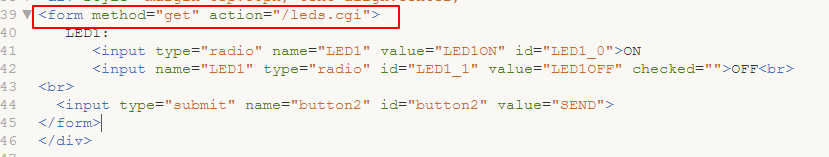 39 <form method="get" action="/leds.cgi">
40 LED1:
41 <input type="radio" name="LED1" value="LED1ON" id="LED1_0">ON
42 <input name="LED1" type="radio" id="LED1_1" value="LED1OFF" checked="">OFF<br>
43 <br>
44 <input type="submit" name="button2" id="button2" value="SEND">
45 </form>
46 </div>
47